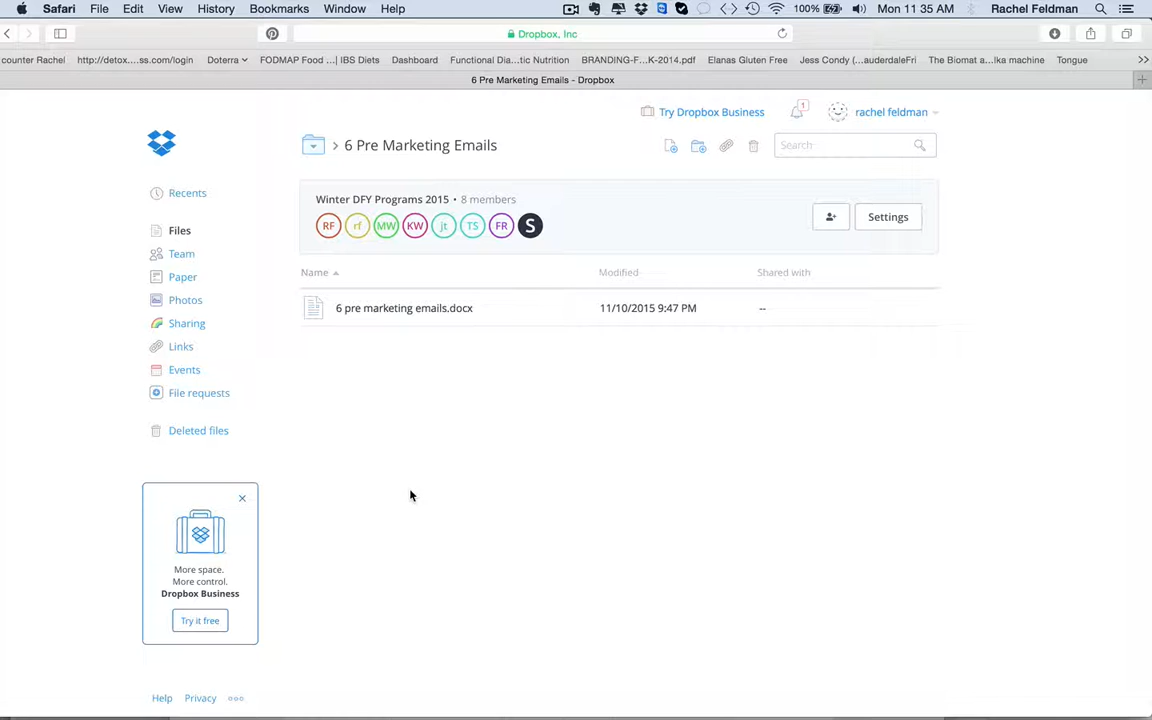 Safari File Edit View History Bookmarks Window Help 100% Mon 11 35 AM Rachel Feldman
Dropbox, Inc
counter Rachel http://detox....ss.com/login Doterra FODMAP Food ...| IBS Diets Dashboard Functional Dia...tic Nutrition BRANDING-F...K-2014.pdf Elanas Gluten Free Jess Condy (...auderdaleFri The Biomat a...ika machine Tongue >>
6 Pre Marketing Emails - Dropbox
Try Dropbox Business 1 rachel feldman
> 6 Pre Marketing Emails Search
Recents
Winter DFY Programs 2015 • 8 members
RF rf MW KW jt TS FR S Settings
Files
Team
Paper
Photos
Sharing
Links
Events
File requests
Deleted files
Name Modified Shared with
6 pre marketing emails.docx 11/10/2015 9:47 PM --
More space.
More control.
Dropbox Business
Try it free
Help Privacy